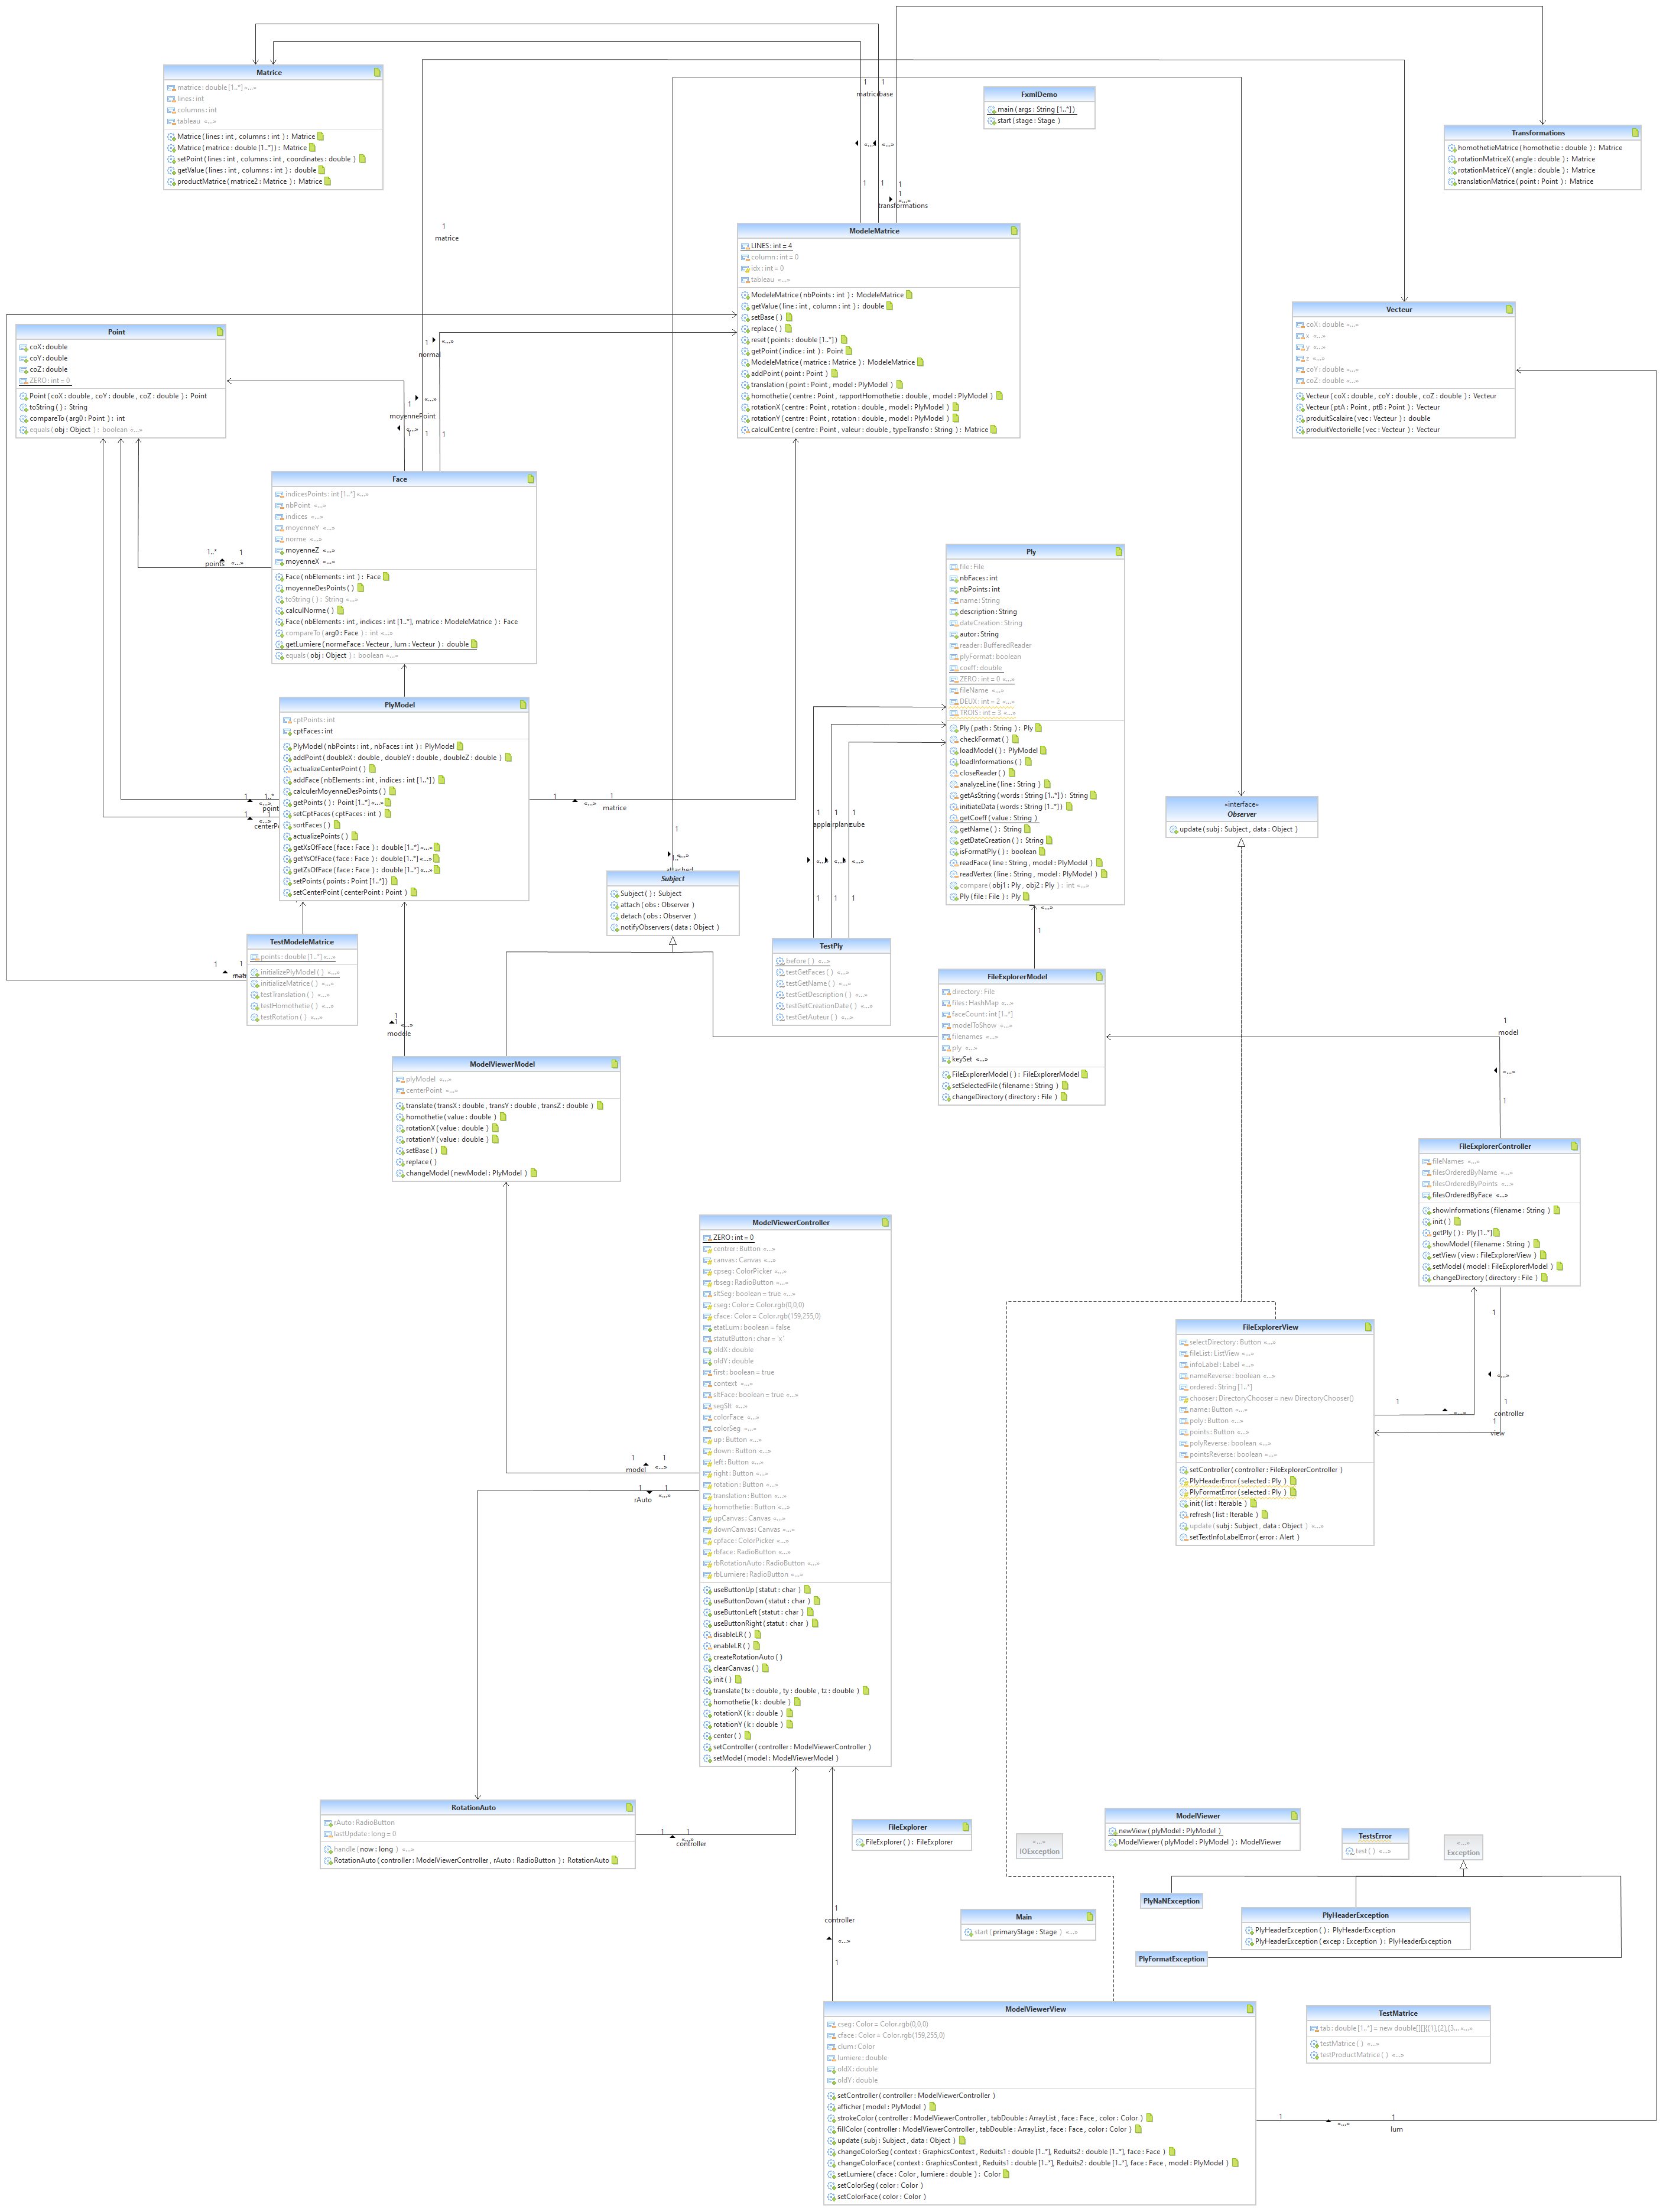 Matrice
matrice : double [1..*] «...»
lines : int
columns : int
tableau «...»
Matrice ( lines : int , columns : int ) : Matrice
Matrice ( matrice : double [1..*] ) : Matrice
setPoint ( lines : int , columns : int , coordinates : double )
getValue ( lines : int , columns : int ) : double
productMatrice ( matrice2 : Matrice ) : Matrice
FxmlDemo
main ( args : String [1..*] )
start ( stage : Stage )
Transformations
homothetieMatrice ( homothetie : double ) : Matrice
rotationMatriceX ( angle : double ) : Matrice
rotationMatriceY ( angle : double ) : Matrice
translationMatrice ( point : Point ) : Matrice
1
1
matrice
base
«...»
«...»
1
1
1
1
«...»
transformations
1
matrice
ModeleMatrice
LINES : int = 4
column : int = 0
idx : int = 0
tableau «...»
ModeleMatrice ( nbPoints : int ) : ModeleMatrice
getValue ( line : int , column : int ) : double
setBase ( )
replace ( )
reset ( points : double [1..*] )
getPoint ( indice : int ) : Point
ModeleMatrice ( matrice : Matrice ) : ModeleMatrice
addPoint ( point : Point )
translation ( point : Point , model : PlyModel )
homothetie ( centre : Point , rapportHomothetie : double , model : PlyModel )
rotationX ( centre : Point , rotation : double , model : PlyModel )
rotationY ( centre : Point , rotation : double , model : PlyModel )
calculCentre ( centre : Point , valeur : double , typeTransfo : String ) : Matrice
Vecteur
coX : double «...»
x «...»
y «...»
z «...»
coY : double «...»
coZ : double «...»
Vecteur ( coX : double , coY : double , coZ : double ) : Vecteur
Vecteur ( ptA : Point , ptB : Point ) : Vecteur
produitScalaire ( vec : Vecteur ) : double
produitVectorielle ( vec : Vecteur ) : Vecteur
Point
coX : double
coY : double
coZ : double
ZERO : int = 0
Point ( coX : double , coY : double , coZ : double ) : Point
toString ( ) : String
compareTo ( arg0 : Point ) : int
equals ( obj : Object ) : boolean «...»
1
«...»
normal
1
«...»
moyennePoint
«...»
1
1
1
Face
indicesPoints : int [1..*] «...»
nbPoint «...»
indices «...»
moyenneY «...»
norme «...»
moyenneZ «...»
moyenneX «...»
Face ( nbElements : int ) : Face
moyenneDesPoints ( )
toString ( ) : String «...»
calculNorme ( )
Face ( nbElements : int , indices : int [1..*], matrice : ModeleMatrice ) : Face
compareTo ( arg0 : Face ) : int «...»
getLumiere ( normeFace : Vecteur , lum : Vecteur ) : double
equals ( obj : Object ) : boolean «...»
1..*
1
points
«...»
Ply
file : File
nbFaces : int
nbPoints : int
name : String
description : String
dateCreation : String
autor : String
reader : BufferedReader
plyFormat : boolean
coeff : double
ZERO : int = 0 «...»
fileName «...»
DEUX : int = 2 «...»
TROIS : int = 3 «...»
Ply ( path : String ) : Ply
checkFormat ( )
loadModel ( ) : PlyModel
loadInformations ( )
closeReader ( )
analyzeLine ( line : String )
getAsString ( words : String [1..*] ) : String
initiateData ( words : String [1..*] )
getCoeff ( value : String )
getName ( ) : String
getDateCreation ( ) : String
isFormatPly ( ) : boolean
readFace ( line : String , model : PlyModel )
readVertex ( line : String , model : PlyModel )
compare ( obj1 : Ply , obj2 : Ply ) : int «...»
Ply ( file : File ) : Ply
PlyModel
cptPoints : int
cptFaces : int
PlyModel ( nbPoints : int , nbFaces : int ) : PlyModel
addPoint ( doubleX : double , doubleY : double , doubleZ : double )
actualizeCenterPoint ( )
addFace ( nbElements : int , indices : int [1..*] )
calculerMoyenneDesPoints ( )
getPoints ( ) : Point [1..*] «...»
setCptFaces ( cptFaces : int )
sortFaces ( )
actualizePoints ( )
getXsOfFace ( face : Face ) : double [1..*] «...»
getYsOfFace ( face : Face ) : double [1..*] «...»
getZsOfFace ( face : Face ) : double [1..*] «...»
setPoints ( points : Point [1..*] )
setCenterPoint ( centerPoint : Point )
1
1..*
«...»
1
1
«...»
1
1
«...»
matrice
1
1
1
apple
airplane
cube
«...»
«...»
«...»
1
1
1
«interface»
Observer
update ( subj : Subject , data : Object )
1
«...»
attached
Subject
Subject ( ) : Subject
attach ( obs : Observer )
detach ( obs : Observer )
notifyObservers ( data : Object )
TestModeleMatrice
points : double [1..*] «...»
initializePlyModel ( ) «...»
initializeMatrice ( ) «...»
testTranslation ( ) «...»
testHomothetie ( ) «...»
testRotation ( ) «...»
1
1
TestPly
before ( ) «...»
testGetFaces ( ) «...»
testGetName ( ) «...»
testGetDescription ( ) «...»
testGetCreationDate ( ) «...»
testGetAuteur ( ) «...»
«...»
1
FileExplorerModel
directory : File
files : HashMap
faceCount : int [1..*]
modelToShow «...»
filenames «...»
ply «...»
keySet «...»
FileExplorerModel ( ) : FileExplorerModel
setSelectedFile ( filename : String )
changeDirectory ( directory : File )
1
model
«...»
1
1
«...»
modele
ModelViewerModel
plyModel «...»
centerPoint «...»
translate ( transX : double , transY : double , transZ : double )
homothetie ( value : double )
rotationX ( value : double )
rotationY ( value : double )
setBase ( )
replace ( )
changeModel ( newModel : PlyModel )
FileExplorerController
fileNames «...»
filesOrderedByName «...»
filesOrderedByPoints «...»
filesOrderedByFace «...»
showInformations ( filename : String )
init ( )
getPly ( ) : Ply [1..*]
showModel ( filename : String )
setView ( view : FileExplorerView )
setModel ( model : FileExplorerModel )
changeDirectory ( directory : File )
ModelViewerController
ZERO : int = 0
centrer : Button «...»
canvas : Canvas «...»
cpseg : ColorPicker «...»
rbseg : RadioButton «...»
sltSeg : boolean = true «...»
cseg : Color = Color.rgb(0,0,0)
cface : Color = Color.rgb(159,255,0)
etatLum : boolean = false
statutButton : char = 'x'
oldX : double
oldY : double
first : boolean = true
context «...»
sltFace : boolean = true «...»
segSlt «...»
colorFace «...»
colorSeg «...»
up : Button «...»
down : Button «...»
left : Button «...»
right : Button «...»
rotation : Button «...»
translation : Button «...»
homothetie : Button «...»
upCanvas : Canvas «...»
downCanvas : Canvas «...»
cpface : ColorPicker «...»
rbface : RadioButton «...»
rbRotationAuto : RadioButton «...»
rbLumiere : RadioButton «...»
useButtonUp ( statut : char )
useButtonDown ( statut : char )
useButtonLeft ( statut : char )
useButtonRight ( statut : char )
disableLR ( )
enableLR ( )
createRotationAuto ( )
clearCanvas ( )
init ( )
translate ( tx : double , ty : double , tz : double )
homothetie ( k : double )
rotationX ( k : double )
rotationY ( k : double )
center ( )
setController ( controller : ModelViewerController )
setModel ( model : ModelViewerModel )
1
1
model
«...»
1
1
rAuto
«...»
FileExplorerView
selectDirectory : Button «...»
fileList : ListView «...»
infoLabel : Label «...»
nameReverse : boolean «...»
ordered : String [1..*]
chooser : DirectoryChooser = new DirectoryChooser()
name : Button «...»
poly : Button «...»
points : Button «...»
polyReverse : boolean «...»
pointsReverse : boolean «...»
setController ( controller : FileExplorerController )
PlyHeaderError ( selected : Ply )
PlyFormatError ( selected : Ply )
init ( list : Iterable )
refresh ( list : Iterable )
update ( subj : Subject , data : Object ) «...»
setTextInfoLabelError ( error : Alert )
1
«...»
1
1
«...»
controller
1
view
RotationAuto
rAuto : RadioButton
lastUpdate : long = 0
handle ( now : long ) «...»
RotationAuto ( controller : ModelViewerController , rAuto : RadioButton ) : RotationAuto
1
1
«...»
controller
FileExplorer
FileExplorer ( ) : FileExplorer
«...»
IOException
ModelViewer
newView ( plyModel : PlyModel )
ModelViewer ( plyModel : PlyModel ) : ModelViewer
TestsError
test ( ) «...»
«...»
Exception
PlyNaNException
PlyHeaderException
PlyHeaderException ( ) : PlyHeaderException
PlyHeaderException ( excep : Exception ) : PlyHeaderException
PlyFormatException
Main
start ( primaryStage : Stage ) «...»
1
controller
«...»
1
ModelViewerView
cseg : Color = Color.rgb(0,0,0)
cface : Color = Color.rgb(159,255,0)
clum : Color
lumiere : double
oldX : double
oldY : double
setController ( controller : ModelViewerController )
afficher ( model : PlyModel )
strokeColor ( controller : ModelViewerController , tabDouble : ArrayList , face : Face , color : Color )
fillColor ( controller : ModelViewerController , tabDouble : ArrayList , face : Face , color : Color )
update ( subj : Subject , data : Object )
changeColorSeg ( context : GraphicsContext , Reduits1 : double [1..*], Reduits2 : double [1..*], face : Face )
changeColorFace ( context : GraphicsContext , Reduits1 : double [1..*], Reduits2 : double [1..*], face : Face , model : PlyModel )
setLumiere ( cface : Color , lumiere : double ) : Color
setColorSeg ( color : Color )
setColorFace ( color : Color )
TestMatrice
tab : double [1..*] = new double[][]{{1},{2},{3... «...»
testMatrice ( ) «...»
testProductMatrice ( ) «...»
1
«...»
1
lum